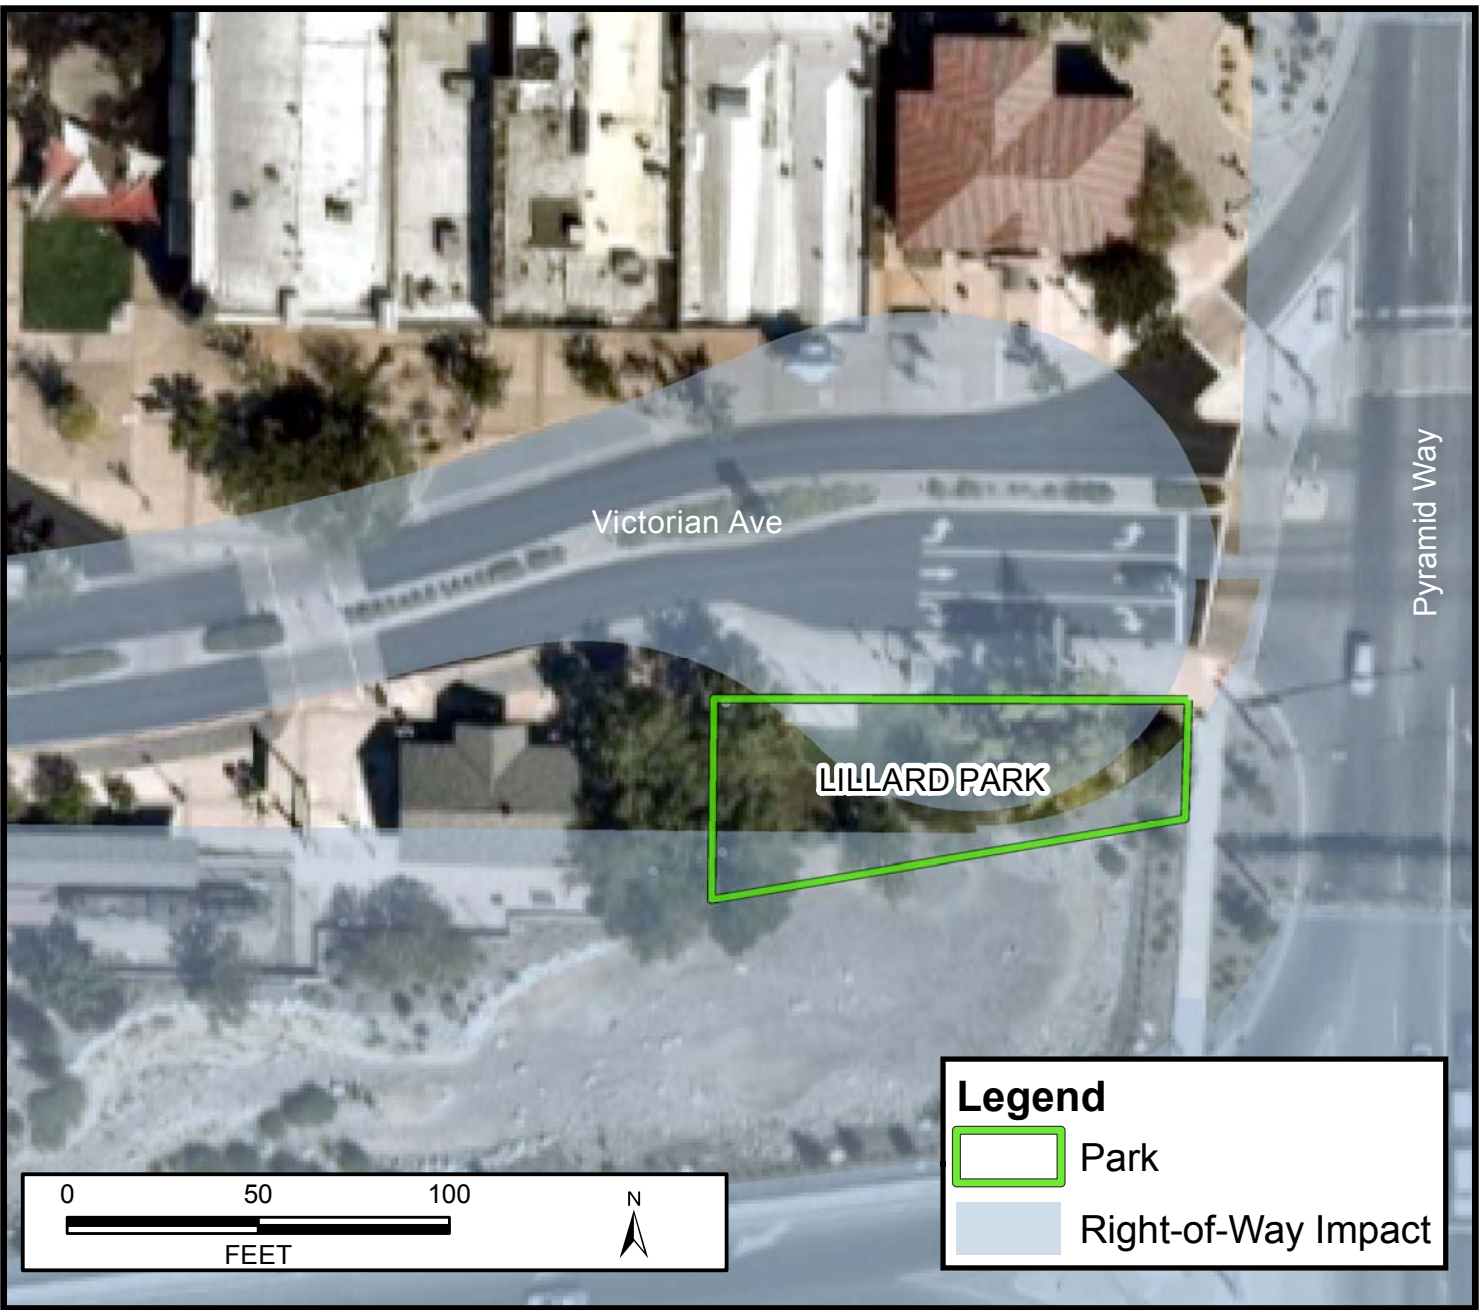 Victorian Ave
Pyramid Way
LILLARD PARK
Legend
Park
Right-of-Way Impact
0 50 100
FEET
N